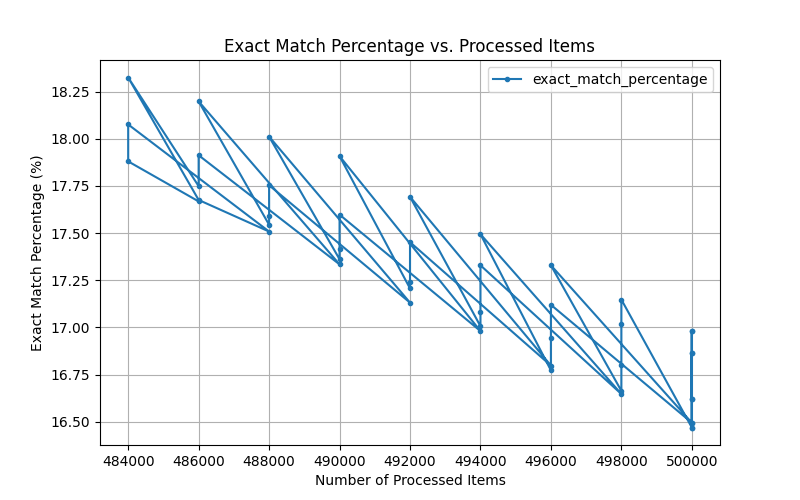 Exact Match Percentage vs. Processed Items
exact_match_percentage
18.25
18.00
17.75
17.50
17.25
17.00
16.75
16.50
Exact Match Percentage (%)
484000 486000 488000 490000 492000 494000 496000 498000 500000
Number of Processed Items